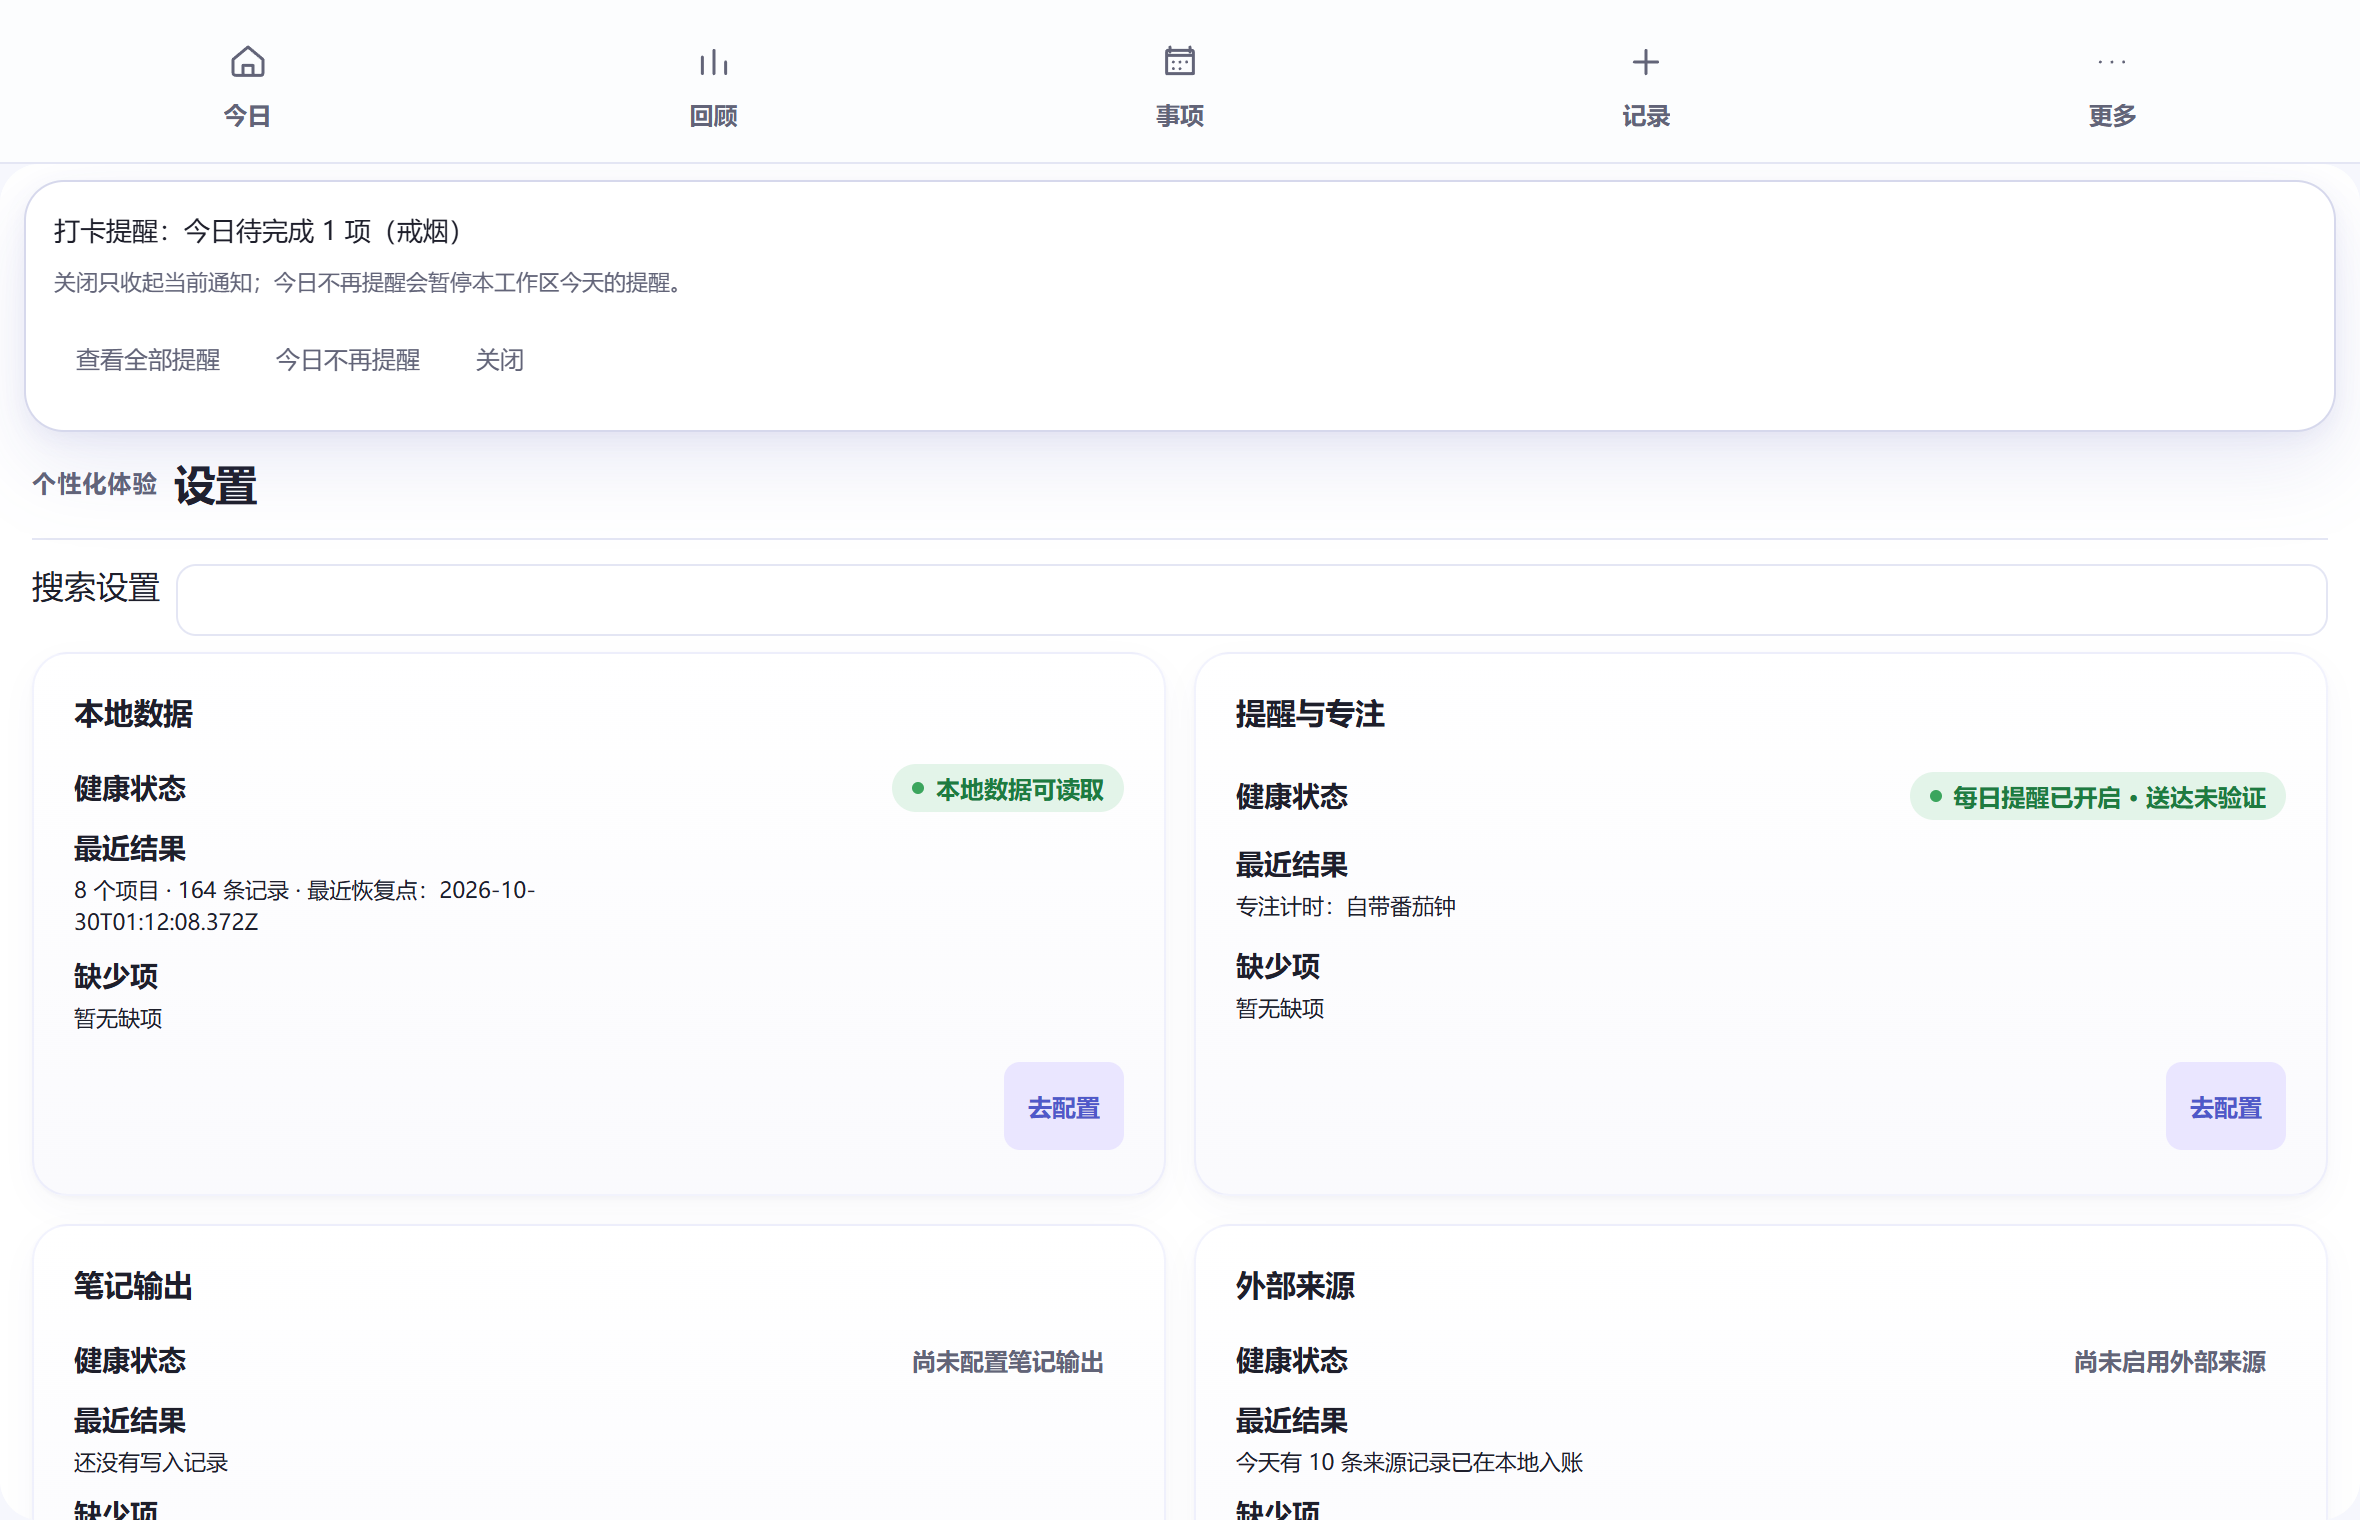 今日
回顾
事项
记录
更多
打卡提醒：今日待完成 1 项（戒烟）
关闭只收起当前通知；今日不再提醒会暂停本工作区今天的提醒。
查看全部提醒 今日不再提醒 关闭
个性化体验 设置
搜索设置
本地数据
健康状态 本地数据可读取
最近结果
8 个项目 · 164 条记录 · 最近恢复点：2026-10-
30T01:12:08.372Z
缺少项
暂无缺项
去配置
提醒与专注
健康状态 每日提醒已开启 • 送达未验证
最近结果
专注计时：自带番茄钟
缺少项
暂无缺项
去配置
笔记输出
健康状态 尚未配置笔记输出
最近结果
还没有写入记录
缺少项
外部来源
健康状态 尚未启用外部来源
最近结果
今天有 10 条来源记录已在本地入账
缺少项